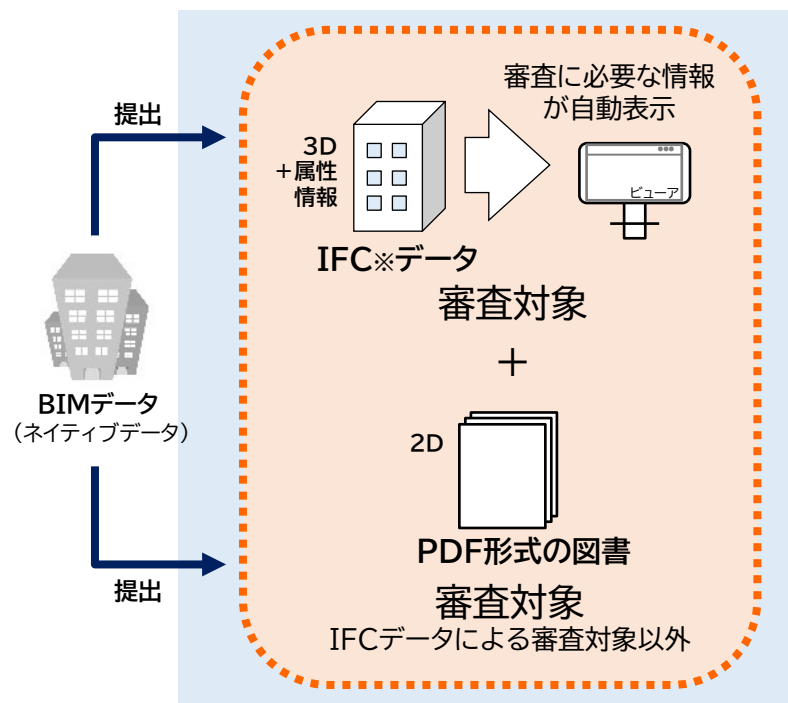 審査に必要な情報
が自動表示
提出
3D
＋属性
情報
ビューア
IFC※データ
審査対象
＋
BIMデータ
（ネイティブデータ）
2D
PDF形式の図書
提出
審査対象
IFCデータによる審査対象以外